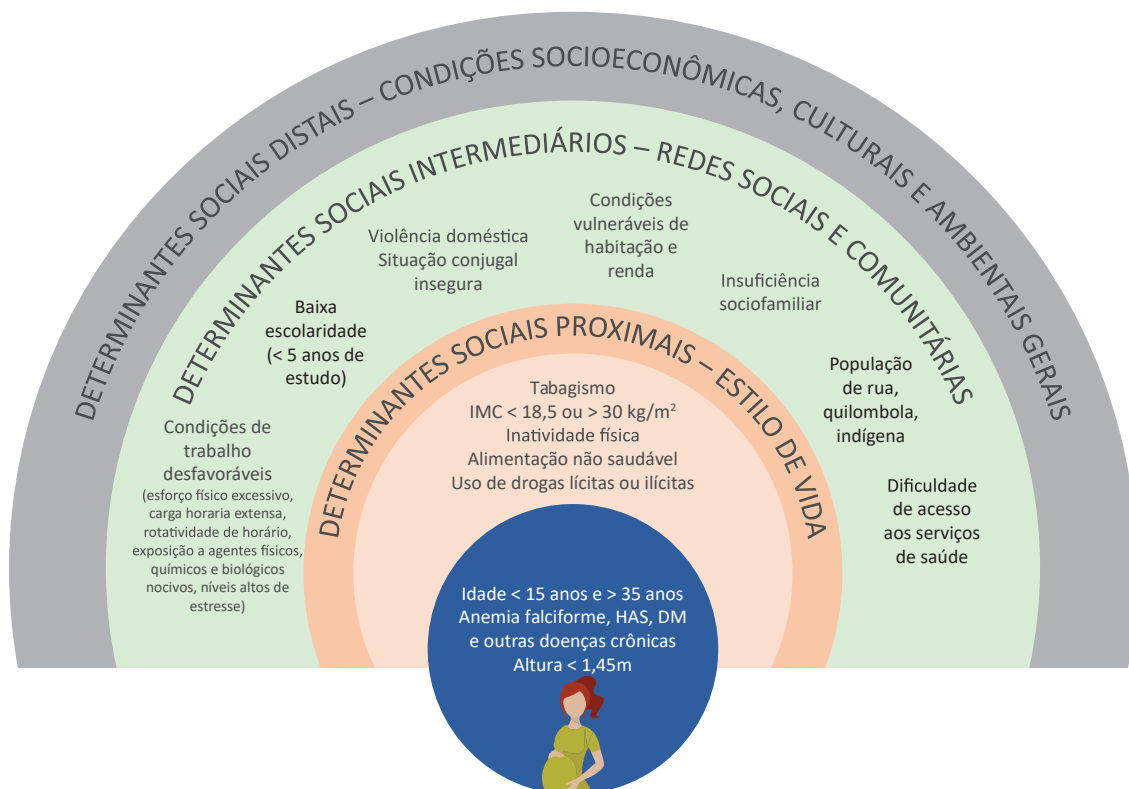 DETERMINANTES SOCIAIS DISTAIS – CONDIÇÕES SOCIOECONÔMICAS, CULTURAIS E AMBIENTAIS GERAIS
DETERMINANTES SOCIAIS INTERMEDIÁRIOS – REDES SOCIAIS E COMUNITÁRIAS
Condições de
trabalho
desfavoráveis
(esforço físico excessivo,
carga horaria extensa,
rotatividade de horário,
exposição a agentes físicos,
químicos e biológicos
nocivos, níveis altos de
estresse)
Baixa
escolaridade
(< 5 anos de
estudo)
Violência doméstica
Situação conjugal
insegura
Condições
vulneráveis de
habitação e
renda
Insuficiência
sociofamiliar
População
de rua,
quilombola,
indígena
Dificuldade
de acesso
aos serviços
de saúde
DETERMINANTES SOCIAIS PROXIMAIS – ESTILO DE VIDA
Tabagismo
IMC < 18,5 ou > 30 kg/m²
Inatividade física
Alimentação não saudável
Uso de drogas lícitas ou ilícitas
Idade < 15 anos e > 35 anos
Anemia falciforme, HAS, DM
e outras doenças crônicas
Altura < 1,45m